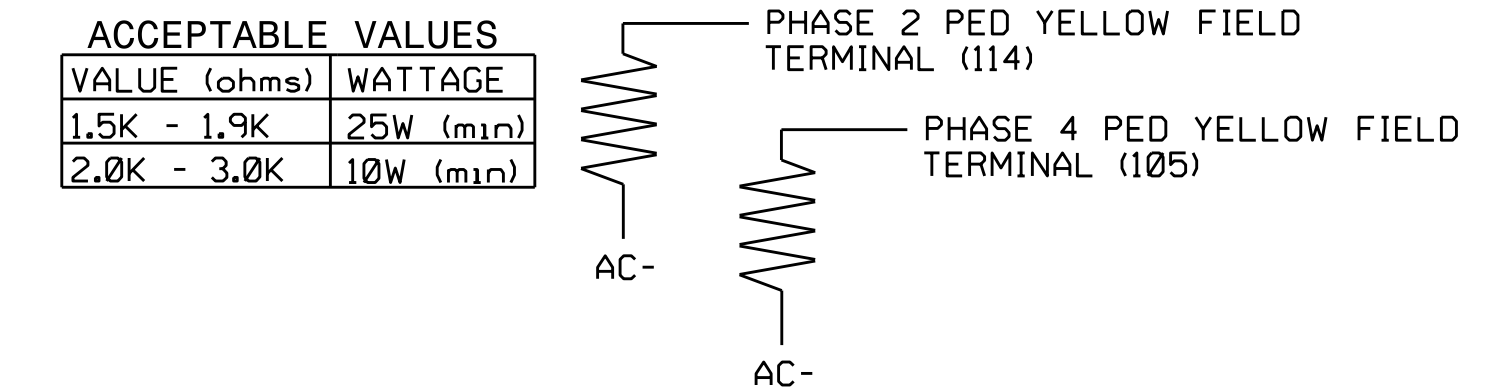 ACCEPTABLE VALUES
VALUE (ohms) WATTAGE
1.5K - 1.9K 25W (min)
2.0K - 3.0K 10W (min)
PHASE 2 PED YELLOW FIELD
TERMINAL (114)
AC-
PHASE 4 PED YELLOW FIELD
TERMINAL (105)
AC-